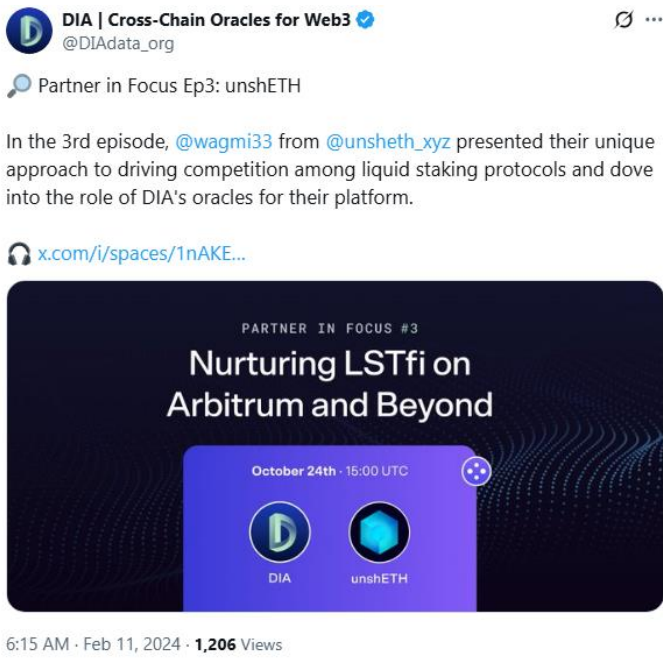 DIA | Cross-Chain Oracles for Web3
@DIAdata_org
Partner in Focus Ep3: unshETH
In the 3rd episode, @wagmi33 from @unsheth_xyz presented their unique
approach to driving competition among liquid staking protocols and dove
into the role of DIA's oracles for their platform.
x.com/i/spaces/1nAKE...
PARTNER IN FOCUS #3
Nurturing LSTfi on
Arbitrum and Beyond
October 24th · 15:00 UTC
DIA unshETH
6:15 AM · Feb 11, 2024 · 1,206 Views